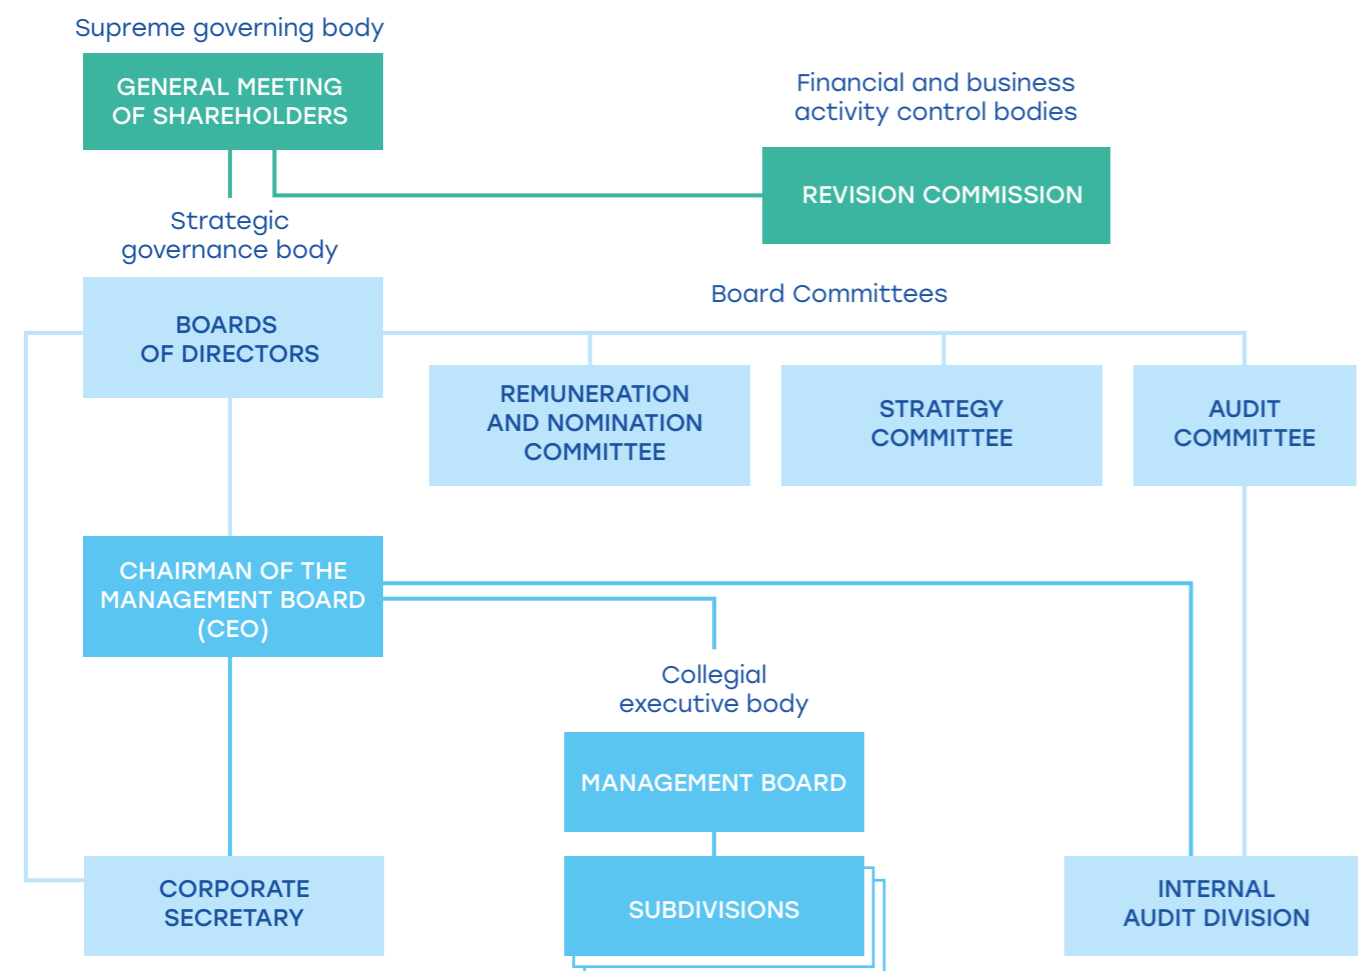 Supreme governing body
GENERAL MEETING
OF SHAREHOLDERS
Financial and business
activity control bodies
REVISION COMMISSION
Strategic
governance body
BOARDS
OF DIRECTORS
Board Committees
REMUNERATION
AND NOMINATION
COMMITTEE
STRATEGY
COMMITTEE
AUDIT
COMMITTEE
CHAIRMAN OF THE
MANAGEMENT BOARD
(CEO)
Collegial
executive body
MANAGEMENT BOARD
CORPORATE
SECRETARY
SUBDIVISIONS
INTERNAL
AUDIT DIVISION